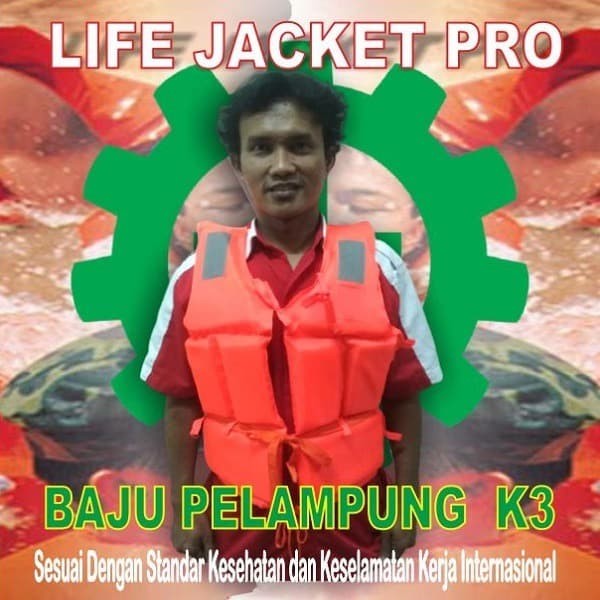 LIFE JACKET PRO
BAJU PELAMPUNG K3
Sesuai Dengan Standar Kesehatan dan Keselamatan Kerja Internasional